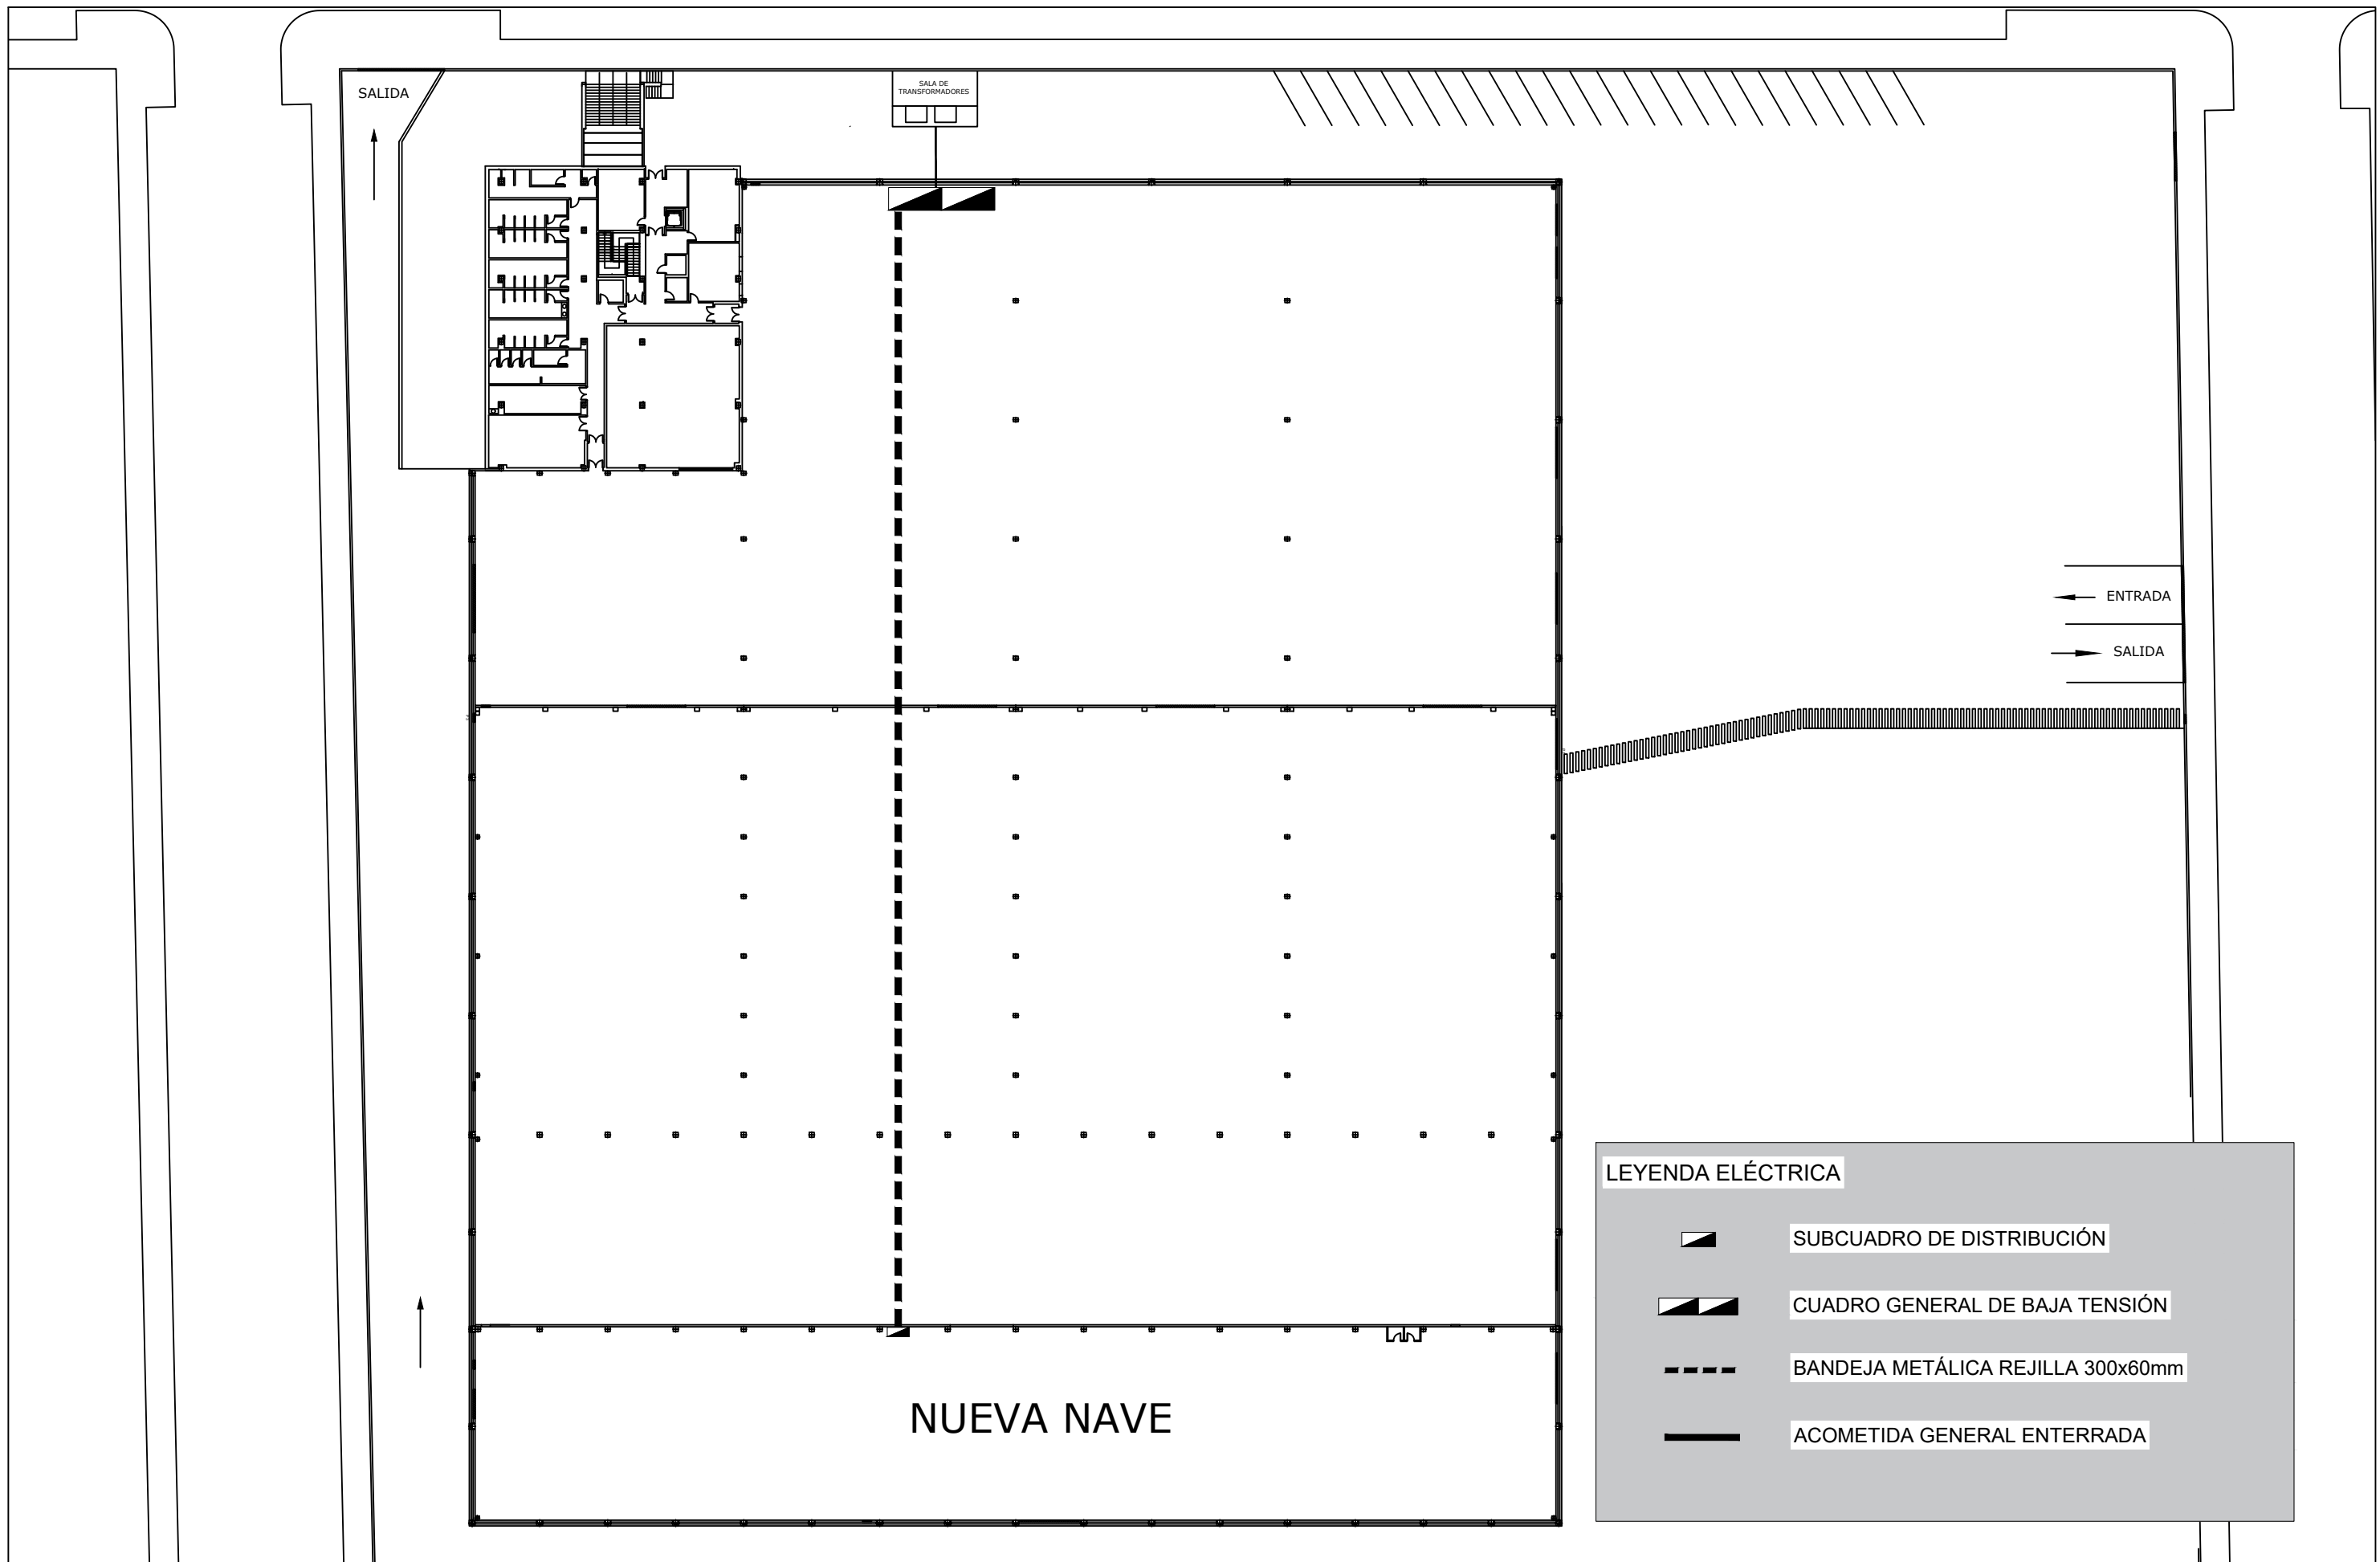 SALIDA
SALA DE
TRANSFORMADORES
ENTRADA
SALIDA
LEYENDA ELÉCTRICA
SUBCUADRO DE DISTRIBUCIÓN
CUADRO GENERAL DE BAJA TENSIÓN
BANDEJA METÁLICA REJILLA 300x60mm
ACOMETIDA GENERAL ENTERRADA
NUEVA NAVE